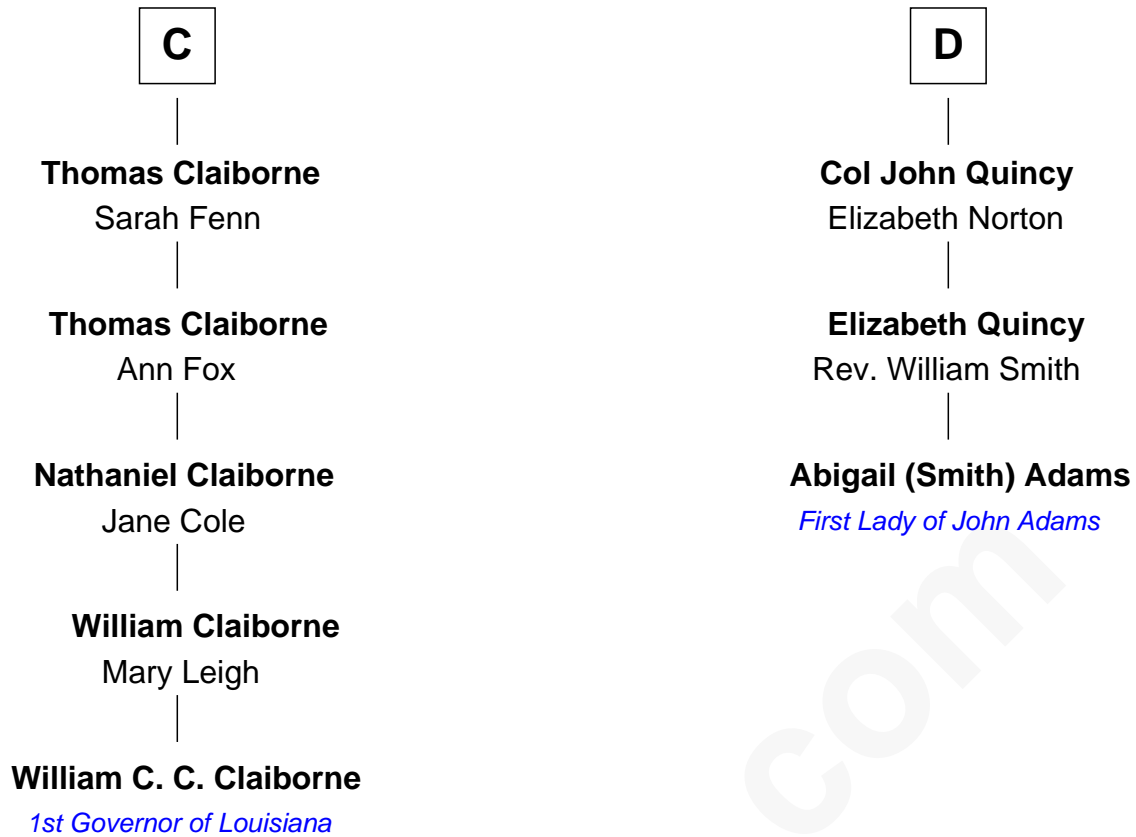 C
Thomas Claiborne
Sarah Fenn
Thomas Claiborne
Ann Fox
Nathaniel Claiborne
Jane Cole
William Claiborne
Mary Leigh
William C. C. Claiborne
1st Governor of Louisiana
D
Col John Quincy
Elizabeth Norton
Elizabeth Quincy
Rev. William Smith
Abigail (Smith) Adams
First Lady of John Adams
com